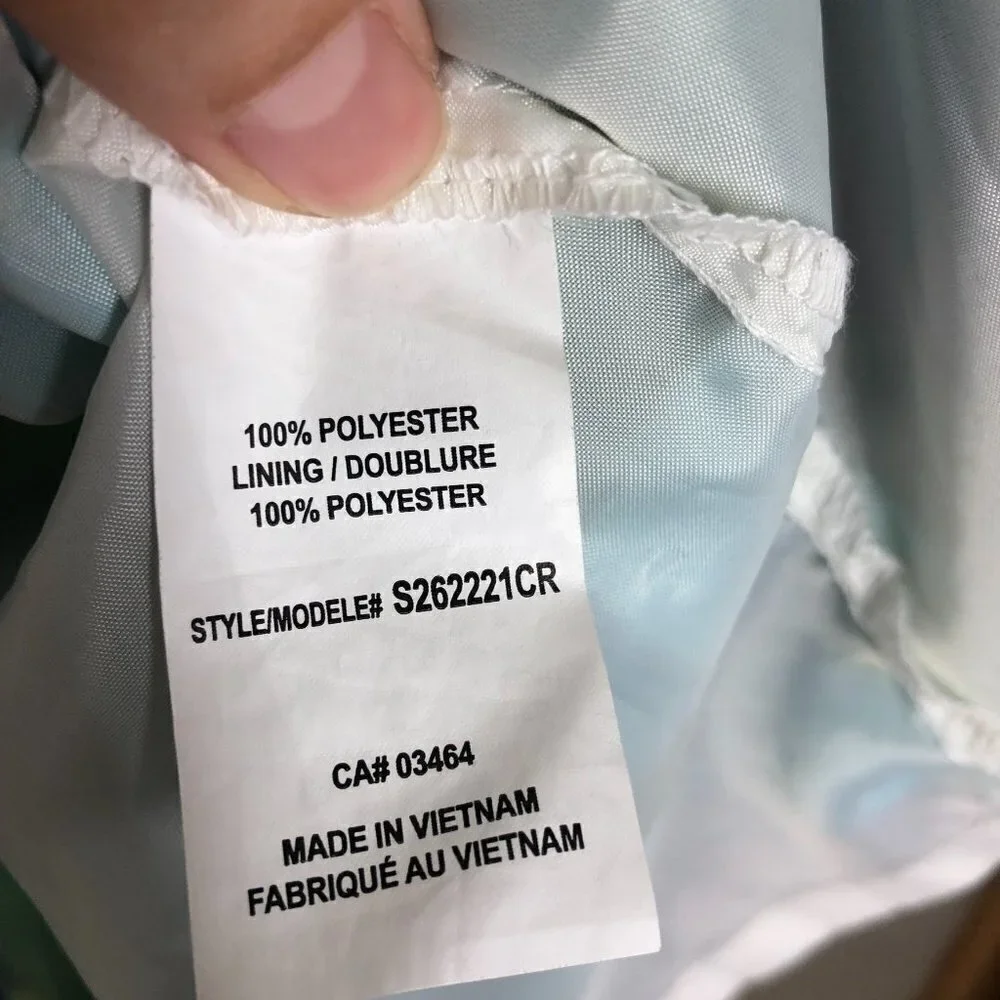 100% POLYESTER
LINING / DOUBLURE
100% POLYESTER
STYLE/MODELE# S262221CR
CA# 03464
MADE IN VIETNAM
FABRIQUÉ AU VIETNAM